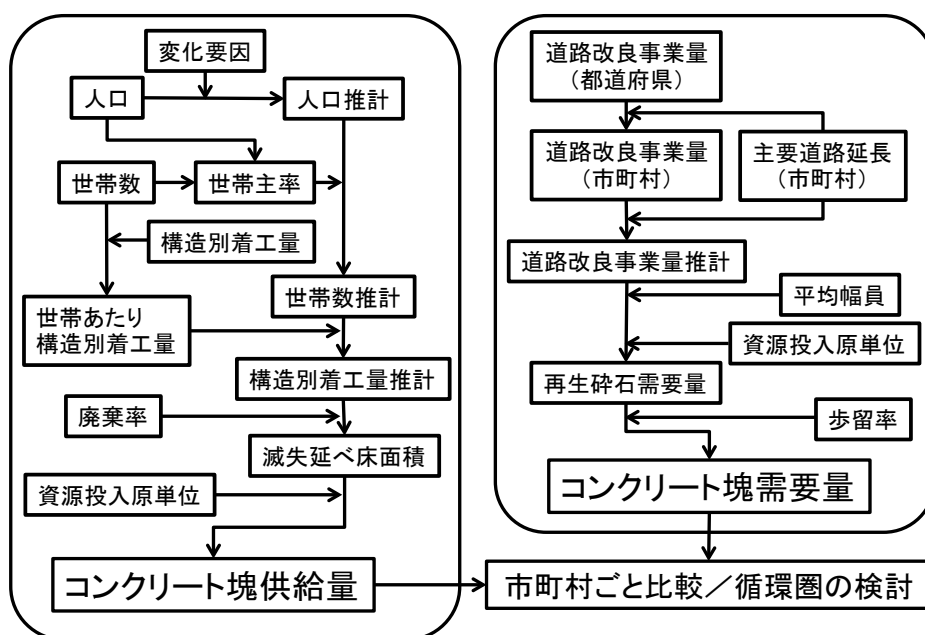 変化要因
人口
人口推計
世帯数
世帯主率
構造別着工量
世帯数推計
世帯あたり
構造別着工量
構造別着工量推計
廃棄率
滅失延べ床面積
資源投入原単位
コンクリート塊供給量
道路改良事業量
（都道府県）
道路改良事業量
（市町村）
主要道路延長
（市町村）
道路改良事業量推計
平均幅員
資源投入原単位
再生砕石需要量
歩留率
コンクリート塊需要量
市町村ごと比較／循環圏の検討